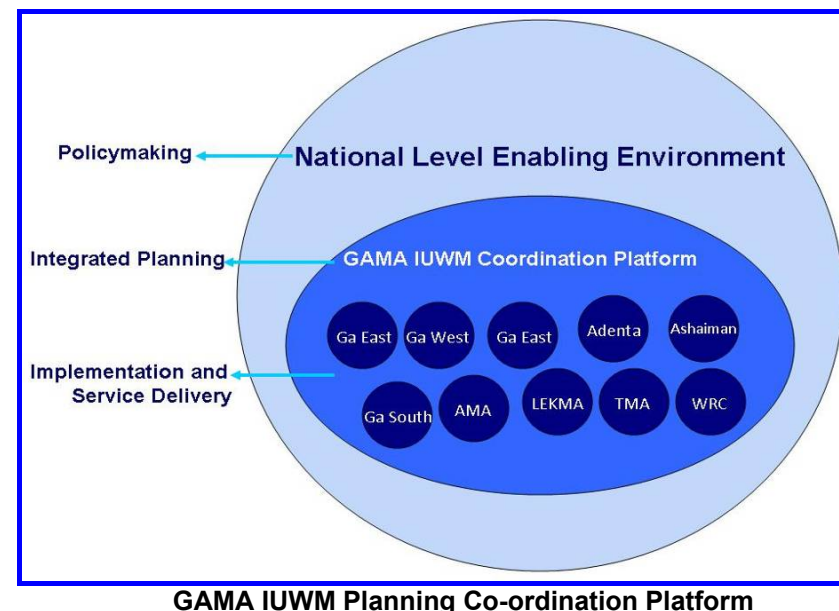 Policymaking
National Level Enabling Environment
Integrated Planning
GAMA IUWM Coordination Platform
Ga East
Ga West
Ga East
Adenta
Ashaiman
Implementation and
Service Delivery
Ga South
AMA
LEKMA
TMA
WRC
GAMA IUWM Planning Co-ordination Platform